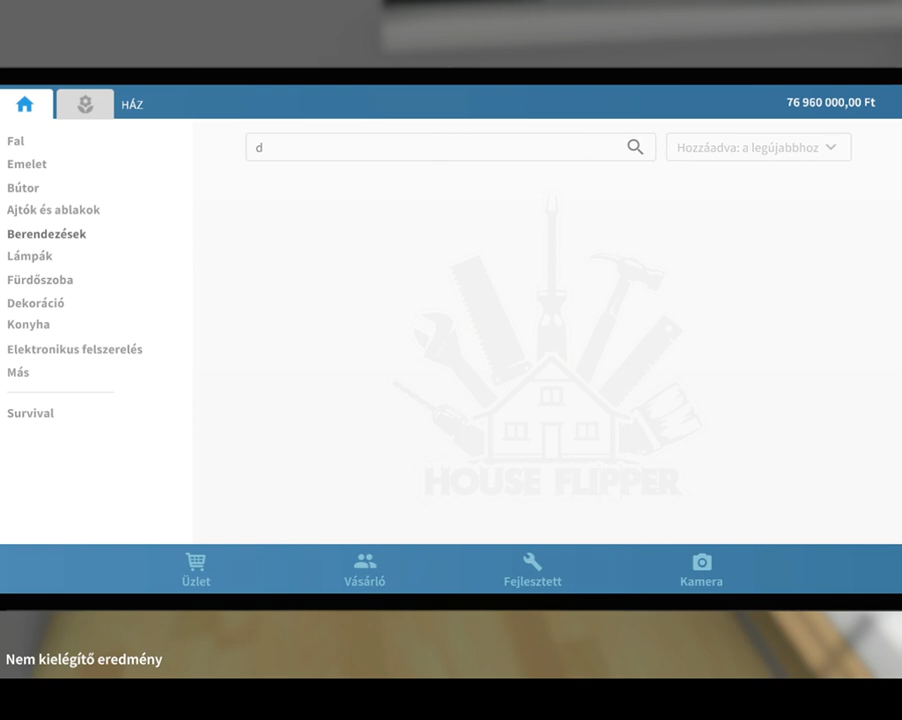 HÁZ
76 960 000,00 Ft
Fal
Emelet
Bútor
Ajtók és ablakok
Berendezések
Lámpák
Fürdőszoba
Dekoráció
Konyha
Elektronikus felszerelés
Más
Survival
d
Hozzáadva: a legújabbhoz
HOUSE FLIPPER
Üzlet
Vásárló
Fejlesztett
Kamera
Nem kielégítő eredmény